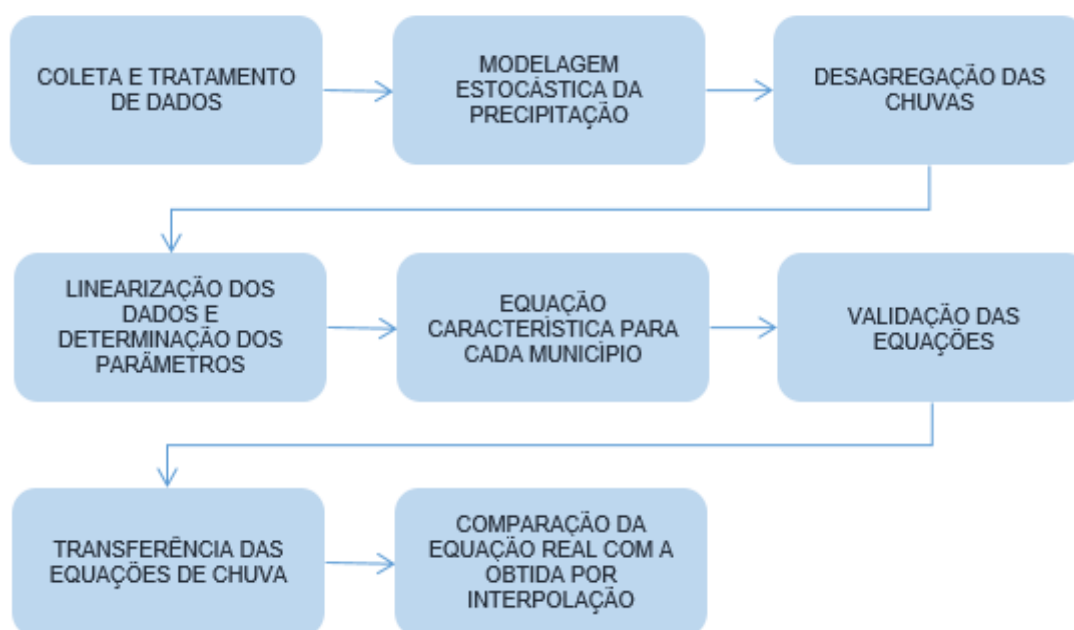 COLETA E TRATAMENTO
DE DADOS
MODELAGEM
ESTOCÁSTICA DA
PRECIPITAÇÃO
DESAGREGAÇÃO DAS
CHUVAS
LINEARIZAÇÃO DOS
DADOS E
DETERMINAÇÃO DOS
PARÂMETROS
EQUAÇÃO
CARACTERÍSTICA PARA
CADA MUNICÍPIO
VALIDAÇÃO DAS
EQUAÇÕES
TRANSFERÊNCIA DAS
EQUAÇÕES DE CHUVA
COMPARAÇÃO DA
EQUAÇÃO REAL COM A
OBTIDA POR
INTERPOLAÇÃO